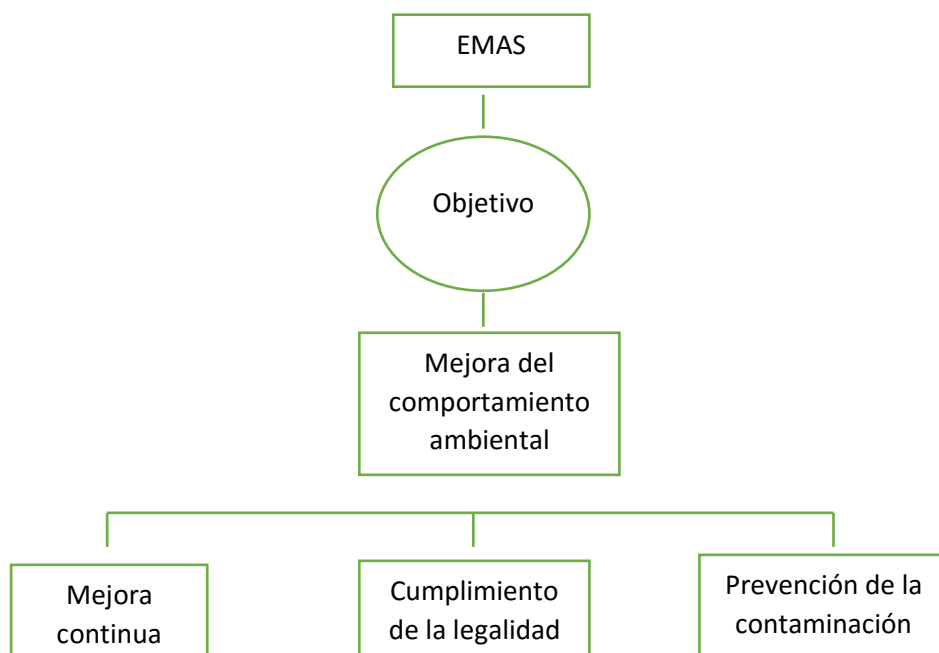 EMAS
Objetivo
Mejora del
comportamiento
ambiental
Mejora
continua
Cumplimiento
de la legalidad
Prevención de la
contaminación